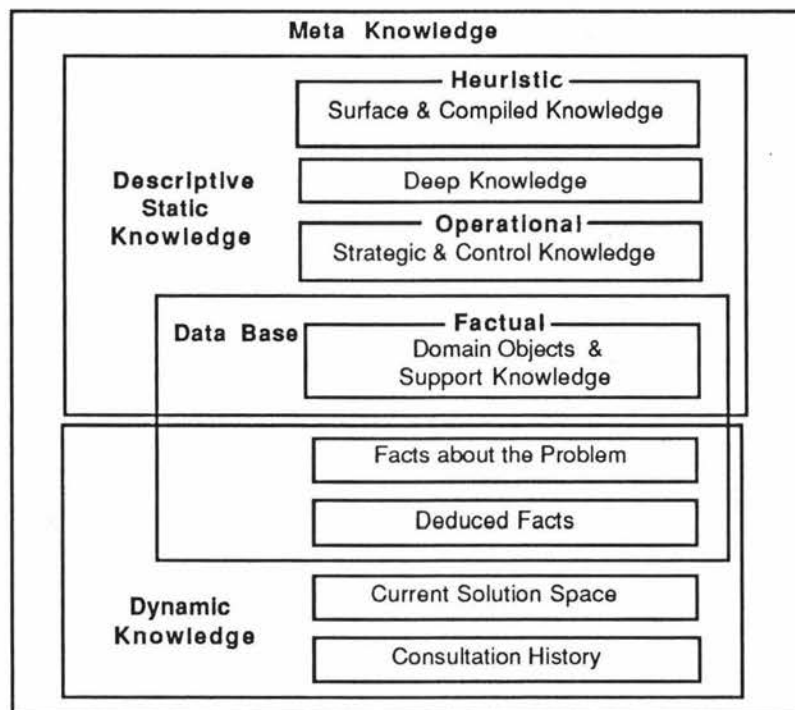 Meta Knowledge
Heuristic
Surface & Compiled Knowledge
Descriptive
Static
Knowledge
Deep Knowledge
Operational
Strategic & Control Knowledge
Data Base
Factual
Domain Objects &
Support Knowledge
Facts about the Problem
Deduced Facts
Dynamic
Knowledge
Current Solution Space
Consultation History